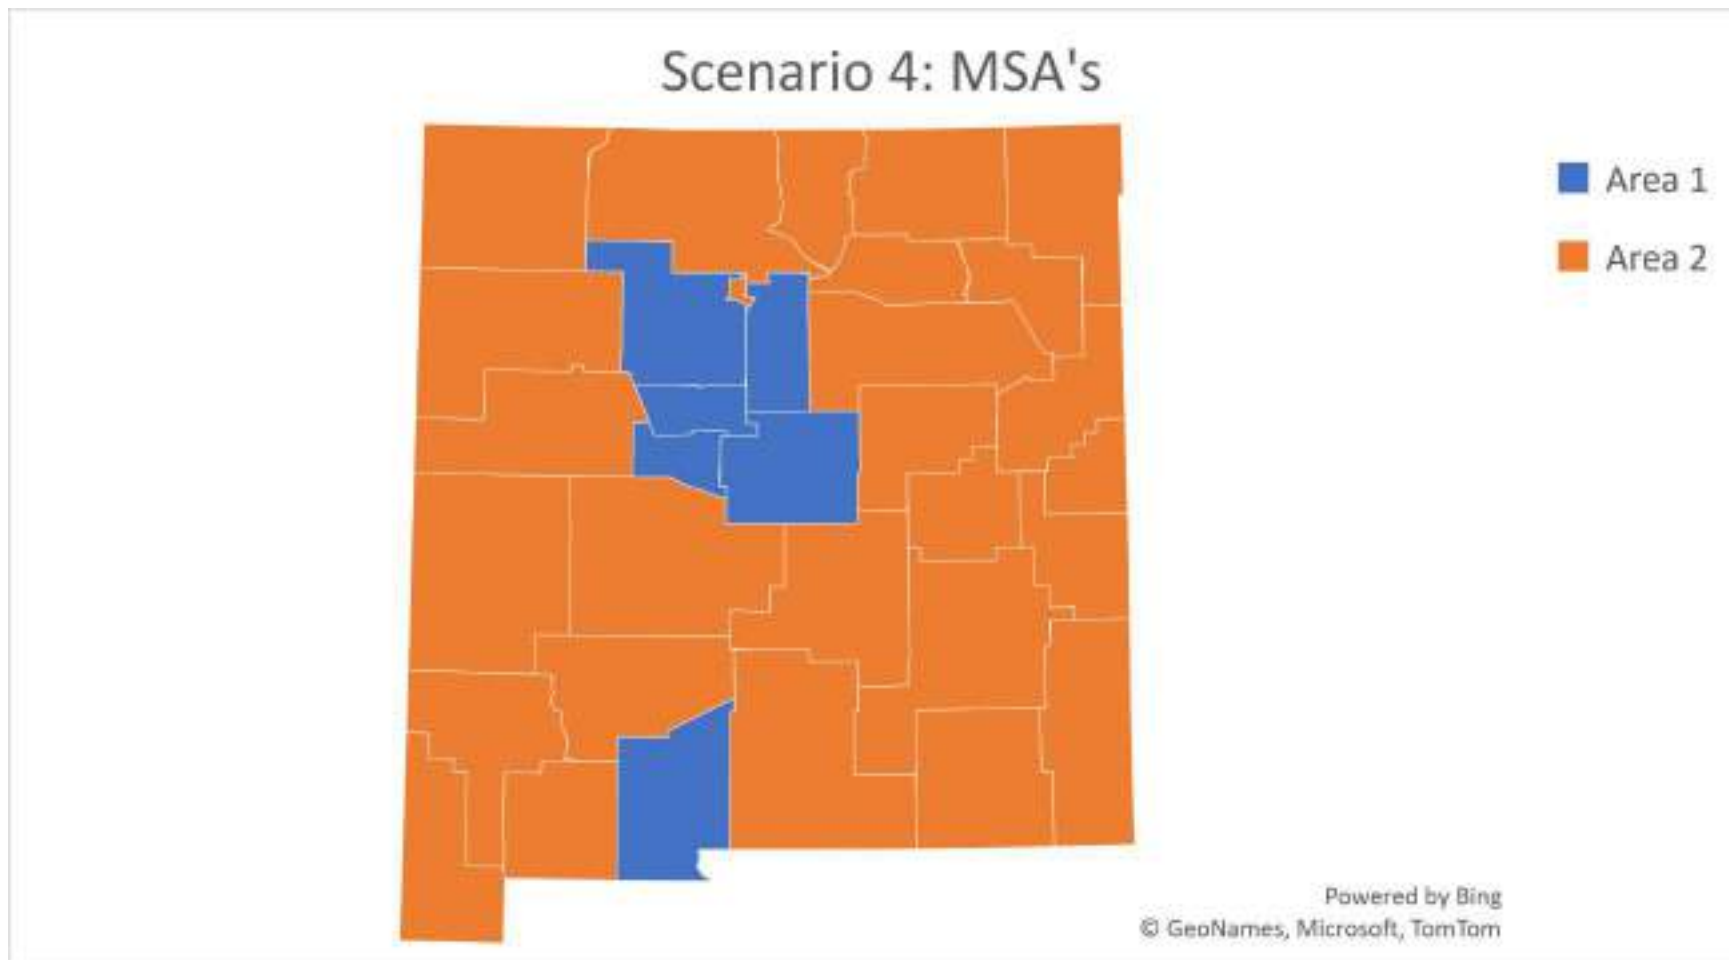 Scenario 4: MSA's
Area 1
Area 2
Powered by Bing
© GeoNames, Microsoft, TomTom